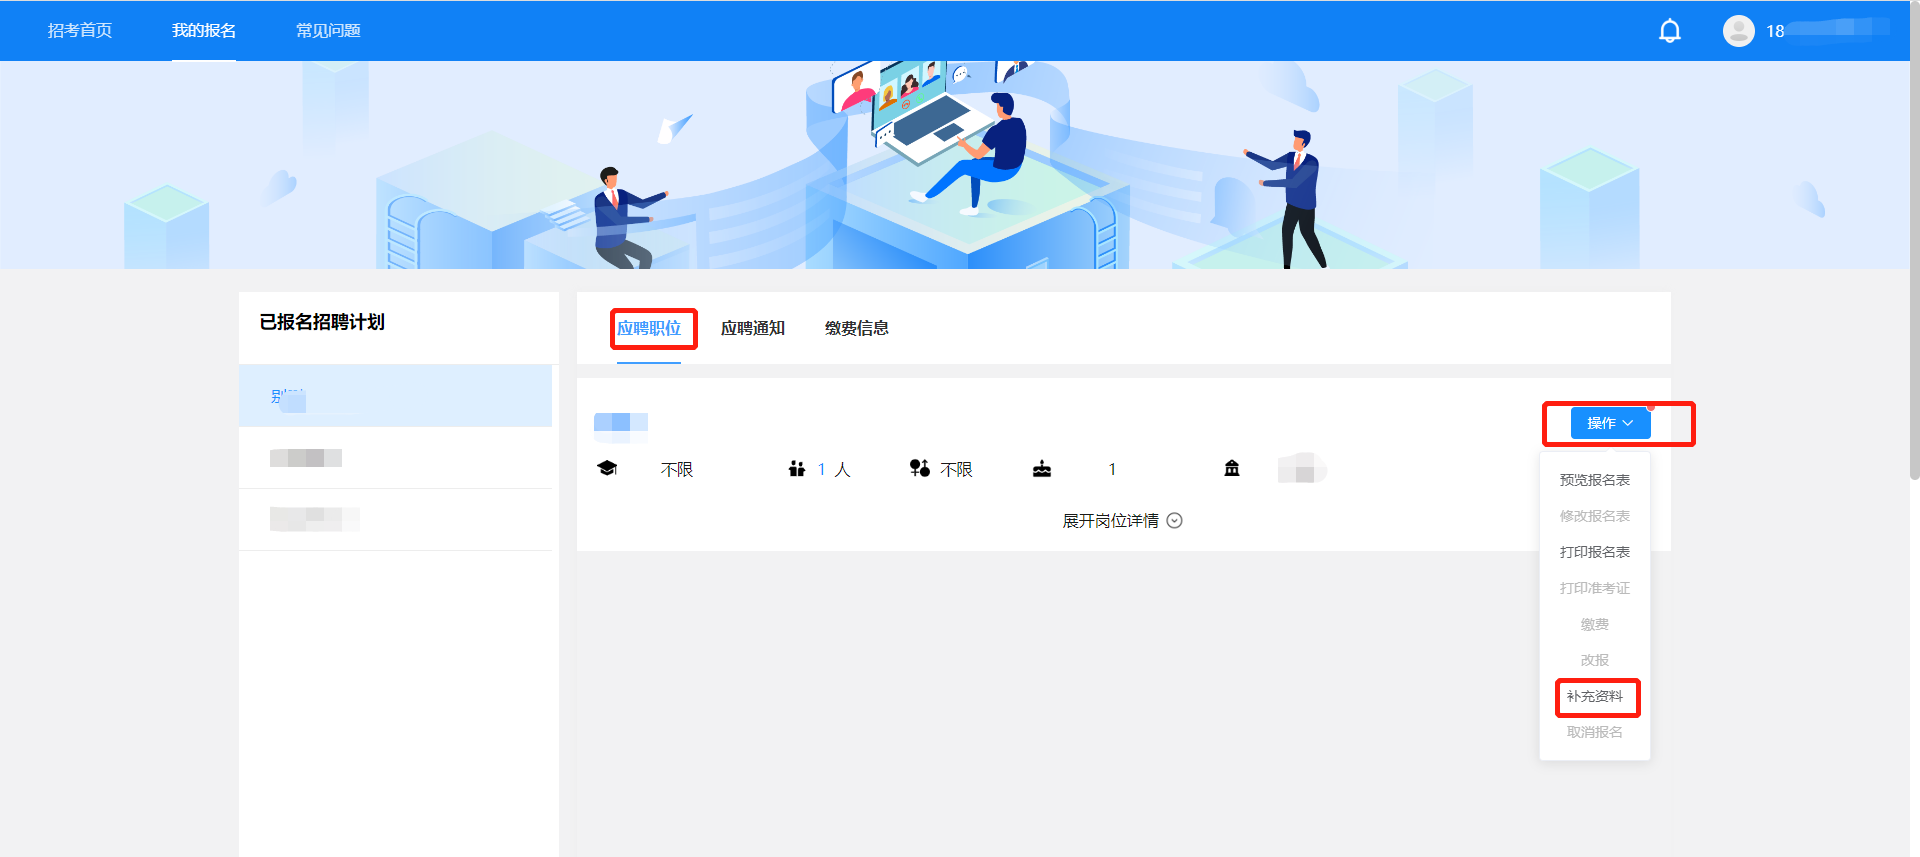 招考首页 我的报名 常见问题 18
已报名招聘计划
应聘职位 应聘通知 缴费信息
操作
不限 1 人 不限 1
展开岗位详情
预览报名表
修改报名表
打印报名表
打印准考证
缴费
改报
补充资料
取消报名